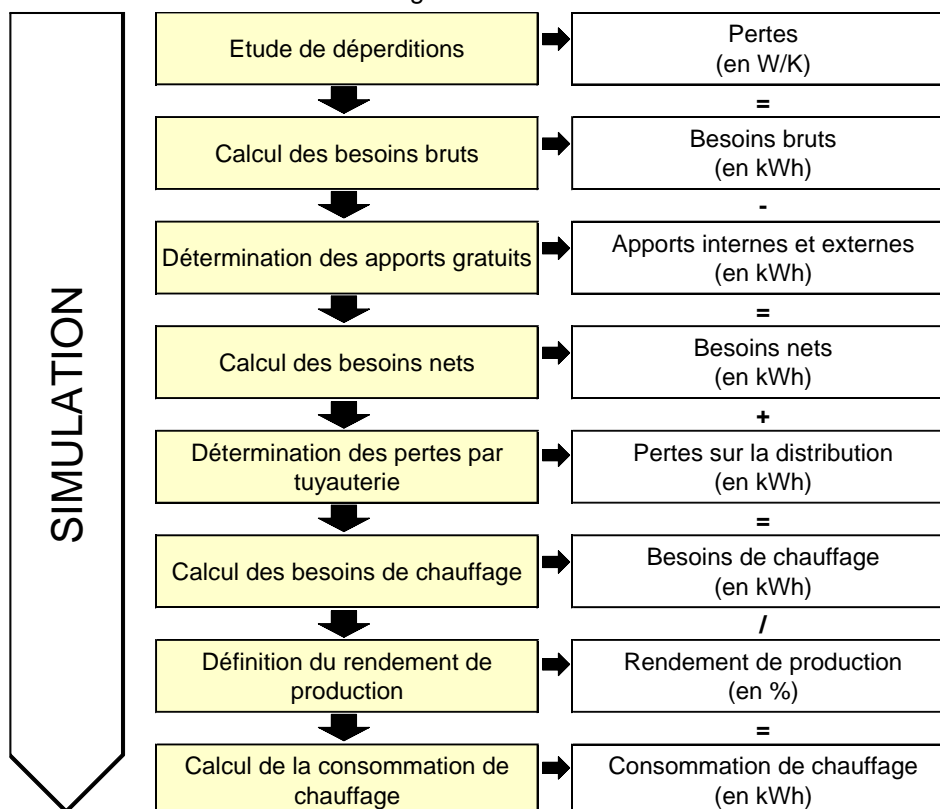 SIMULATION
Etude de déperditions
Pertes
(en W/K)
=
Calcul des besoins bruts
Besoins bruts
(en kWh)
-
Détermination des apports gratuits
Apports internes et externes
(en kWh)
=
Calcul des besoins nets
Besoins nets
(en kWh)
+
Détermination des pertes par
tuyauterie
Pertes sur la distribution
(en kWh)
=
Calcul des besoins de chauffage
Besoins de chauffage
(en kWh)
/
Définition du rendement de
production
Rendement de production
(en %)
=
Calcul de la consommation de
chauffage
Consommation de chauffage
(en kWh)